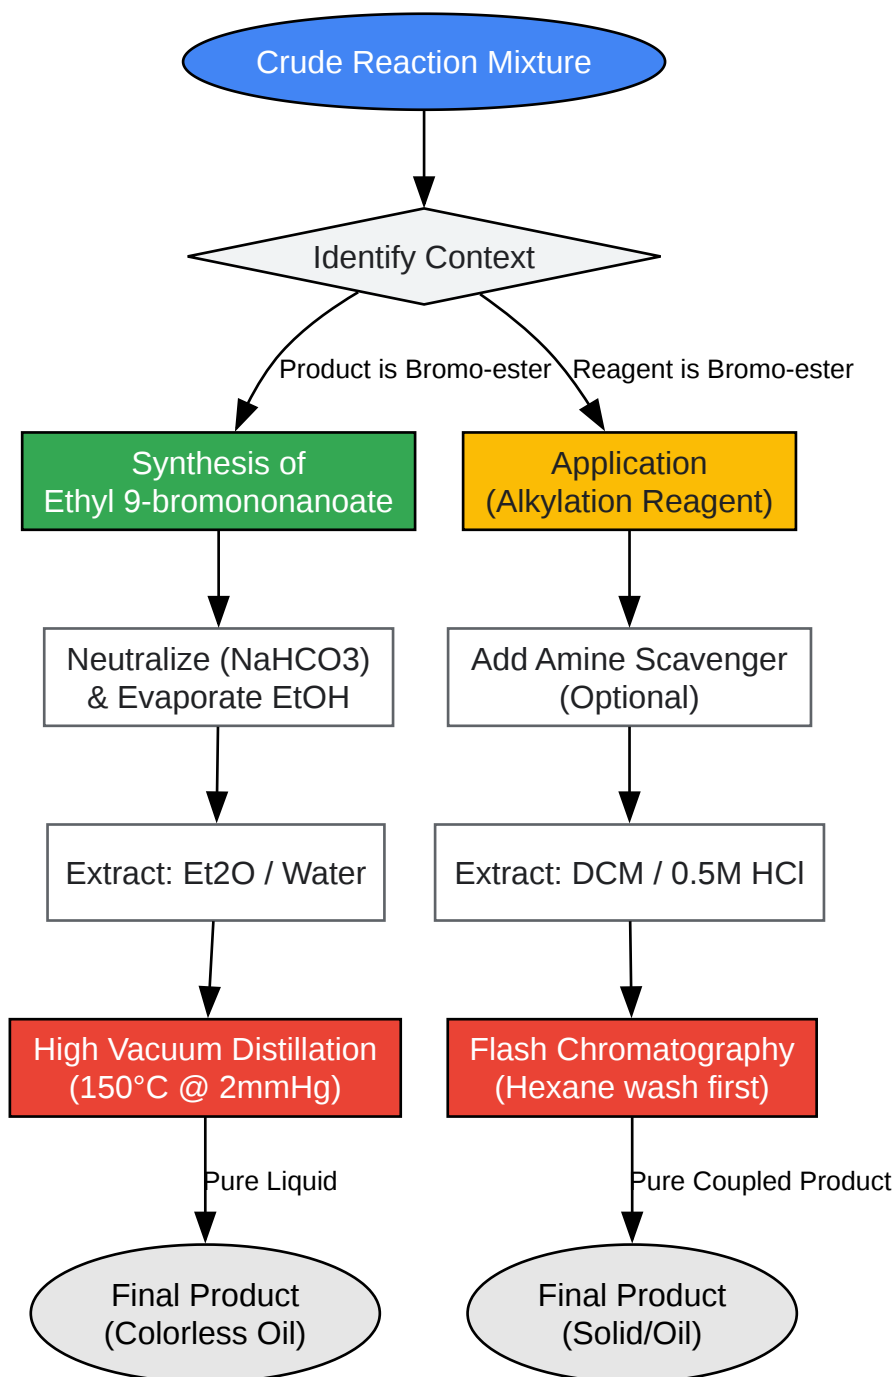 Crude Reaction Mixture
Identify Context
Product is Bromo-ester
Reagent is Bromo-ester
Synthesis of
Ethyl 9-bromononanoate
Application
(Alkylation Reagent)
Neutralize (NaHCO3)
& Evaporate EtOH
Add Amine Scavenger
(Optional)
Extract: Et2O / Water
Extract: DCM / 0.5M HCl
High Vacuum Distillation
(150°C @ 2mmHg)
Flash Chromatography
(Hexane wash first)
Pure Liquid
Pure Coupled Product
Final Product
(Colorless Oil)
Final Product
(Solid/Oil)